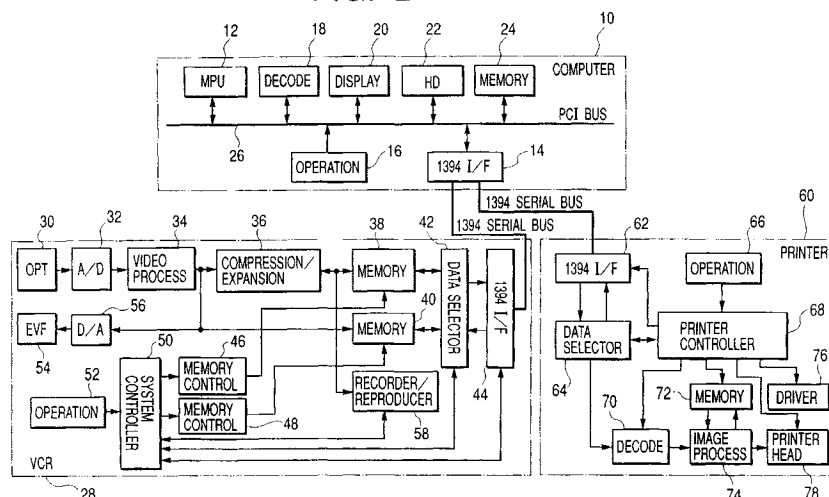 12
18
20
22
24
10
MPU
DECODE
DISPLAY
HD
MEMORY
COMPUTER
PCI BUS
26
OPERATION
16
1394 I/F
14
1394 SERIAL BUS
1394 SERIAL BUS
30
32
34
36
38
42
OPT
A/D
VIDEO
PROCESS
COMPRESSION/
EXPANSION
MEMORY
DATA SELECTOR
1394 I/F
56
40
EVF
D/A
MEMORY
54
50
46
52
SYSTEM
CONTROLLER
MEMORY
CONTROL
44
OPERATION
MEMORY
CONTROL
48
RECORDER/
REPRODUCER
58
VCR
28
60
62
66
PRINTER
1394 I/F
OPERATION
68
DATA
SELECTOR
PRINTER
CONTROLLER
64
76
70
72
MEMORY
DRIVER
DECODE
IMAGE
PROCESS
PRINTER
HEAD
74
78